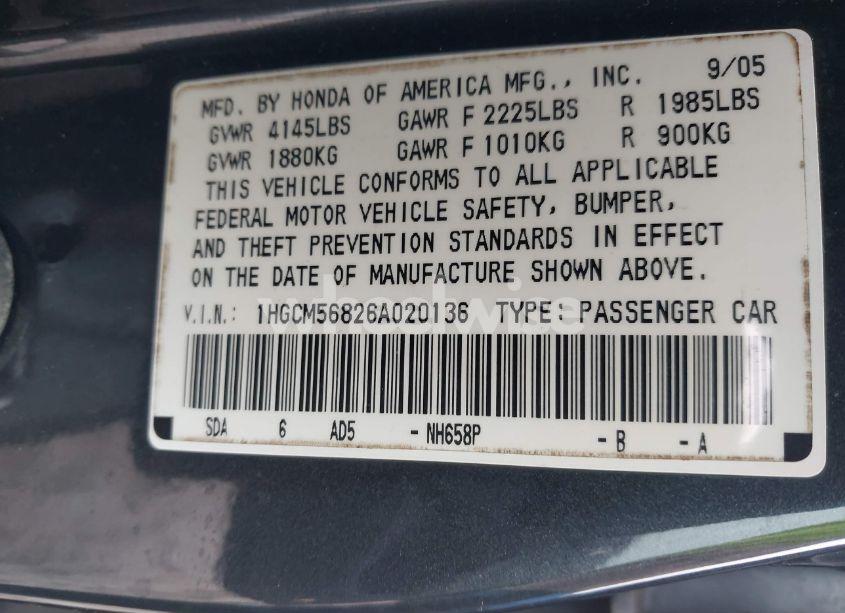 MFD. BY HONDA OF AMERICA MFG., INC. 9/05
GVWR 4145LBS GAWR F 2225LBS R 1985LBS
GVWR 1880KG GAWR F 1010KG R 900KG
THIS VEHICLE CONFORMS TO ALL APPLICABLE
FEDERAL MOTOR VEHICLE SAFETY, BUMPER,
AND THEFT PREVENTION STANDARDS IN EFFECT
ON THE DATE OF MANUFACTURE SHOWN ABOVE.
V.I.N.: 1HGCM56826A020136 TYPE: PASSENGER CAR
wheelwise
SDA 6 AD5 - NH658P - B - A